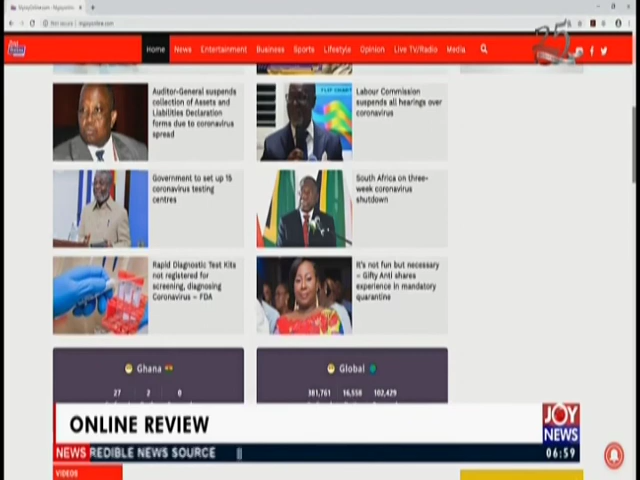 Not secure | myjoyonline.com
Home News Entertainment Business Sports Lifestyle Opinion Live TV/Radio Media
Auditor-General suspends
collection of Assets and
Liabilities Declaration
forms due to coronavirus
spread
Labour Commission
suspends all hearings over
coronavirus
Government to set up 15
coronavirus testing
centres
South Africa on three-
week coronavirus
shutdown
Rapid Diagnostic Test Kits
not registered for
screening, diagnosing
Coronavirus – FDA
It's not fun but necessary
– Gifty Anti shares
experience in mandatory
quarantine
Ghana
27 2 0
Global
381,761 16,558 102,429
ONLINE REVIEW
JOY
NEWS
NEWS REDIBLE NEWS SOURCE
06:59
VIDEOS